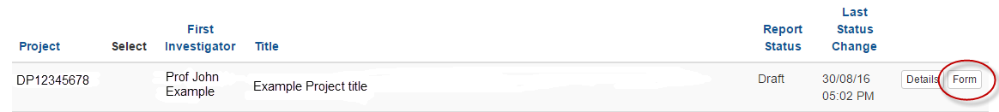 Project Select First Investigator Title Report Status Last Status Change
DP12345678 Prof John Example Example Project title Draft 30/08/16 05:02 PM Details Form